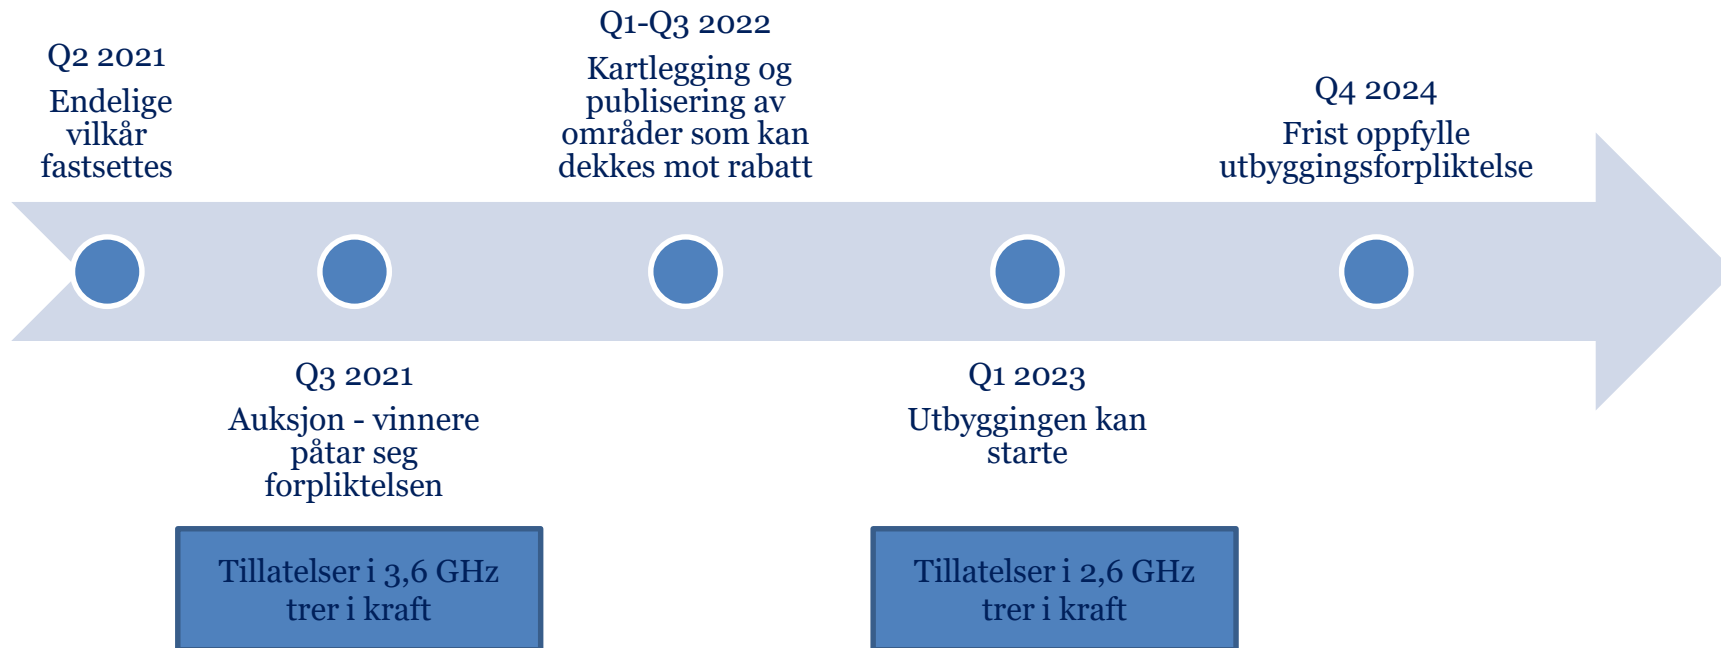 Q2 2021
Endelige
vilkår
fastsettes
Q1-Q3 2022
Kartlegging og
publisering av
områder som kan
dekkes mot rabatt
Q4 2024
Frist oppfylle
utbyggingsforpliktelse
Q3 2021
Auksjon - vinnere
påtar seg
forpliktelsen
Q1 2023
Utbyggingen kan
starte
Tillatelser i 3,6 GHz
trer i kraft
Tillatelser i 2,6 GHz
trer i kraft